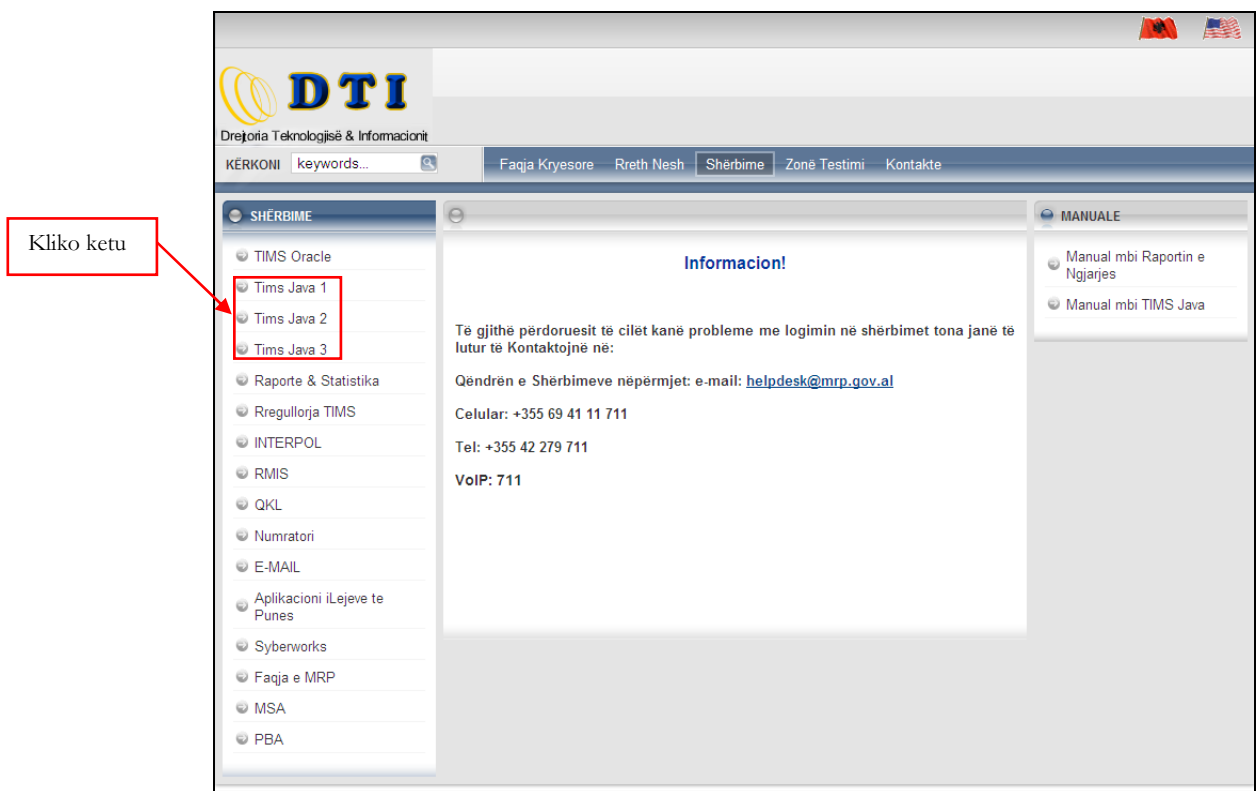 DTI
Drejtoria Teknologjisë & Informacionit
KËRKONI keywords...
Faqja Kryesore Rreth Nesh Shërbime Zonë Testimi Kontakte
Kliko ketu
SHËRBIME
TIMS Oracle
Tims Java 1
Tims Java 2
Tims Java 3
Raporte & Statistika
Rregullorja TIMS
INTERPOL
RMIS
QKL
Numratori
E-MAIL
Aplikacioni iLejeve te
Punes
Syberworks
Faqja e MRP
MSA
PBA
Informacion!
Të gjithë përdoruesit të cilët kanë probleme me logimin në shërbimet tona janë të
lutur të Kontaktojnë në:
Qëndrën e Shërbimeve nëpërmjet: e-mail: helpdesk@mrp.gov.al
Celular: +355 69 41 11 711
Tel: +355 42 279 711
VoIP: 711
MANUALE
Manual mbi Raportin e
Ngjarjes
Manual mbi TIMS Java